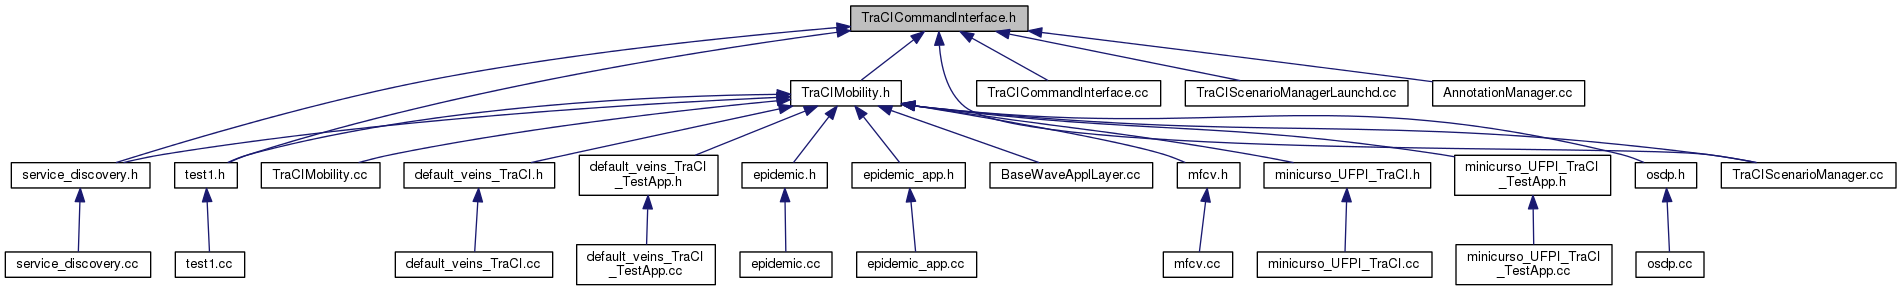 TraCICommandInterface.h
TraCIMobility.h
TraCICommandInterface.cc
TraCIScenarioManagerLaunchd.cc
AnnotationManager.cc
service_discovery.h
test1.h
TraCIMobility.cc
default_veins_TraCI.h
default_veins_TraCI
_TestApp.h
epidemic.h
epidemic_app.h
BaseWaveApplLayer.cc
mfcv.h
minicurso_UFPI_TraCI.h
minicurso_UFPI_TraCI
_TestApp.h
osdp.h
TraCIScenarioManager.cc
service_discovery.cc
test1.cc
default_veins_TraCI.cc
default_veins_TraCI
_TestApp.cc
epidemic.cc
epidemic_app.cc
mfcv.cc
minicurso_UFPI_TraCI.cc
minicurso_UFPI_TraCI
_TestApp.cc
osdp.cc